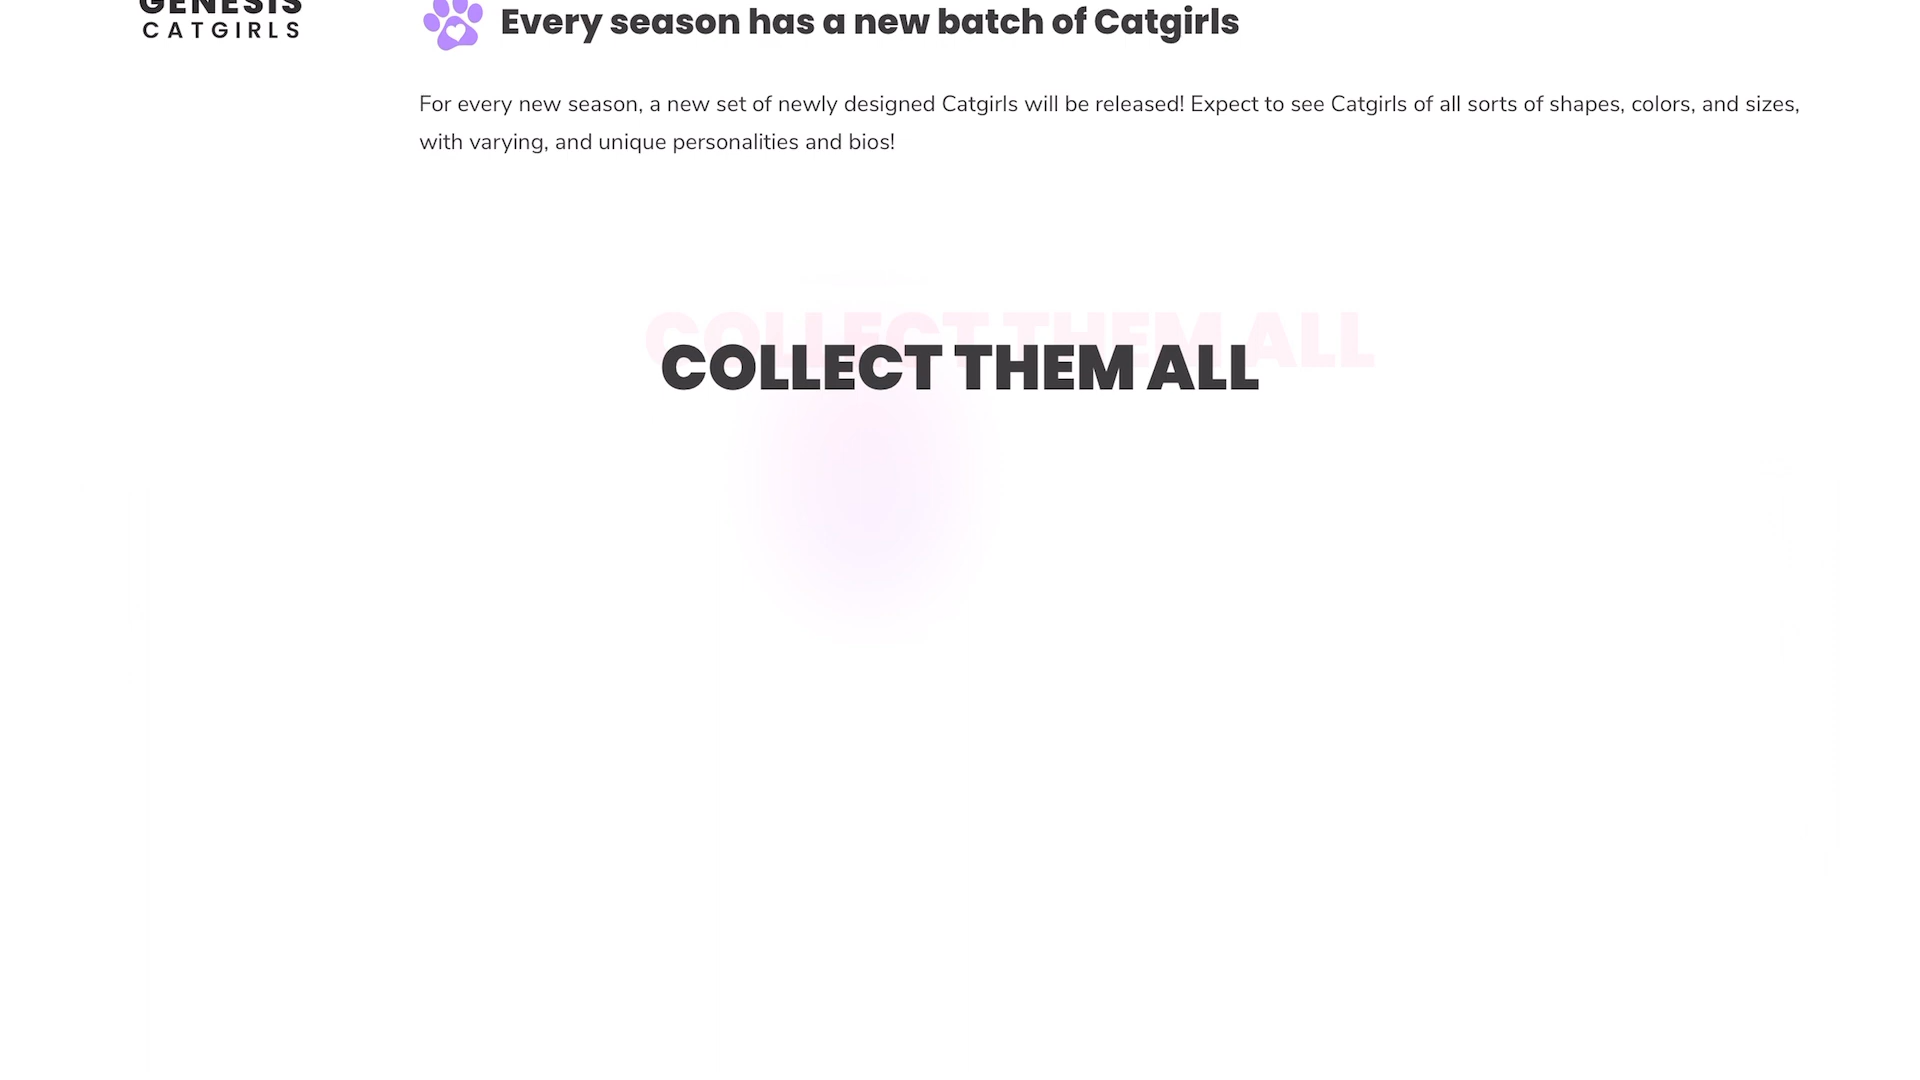 GENESIS
CATGIRLS
Every season has a new batch of Catgirls
For every new season, a new set of newly designed Catgirls will be released! Expect to see Catgirls of all sorts of shapes, colors, and sizes,
with varying, and unique personalities and bios!
COLLECT THEM ALL
COLLECT THEM ALL